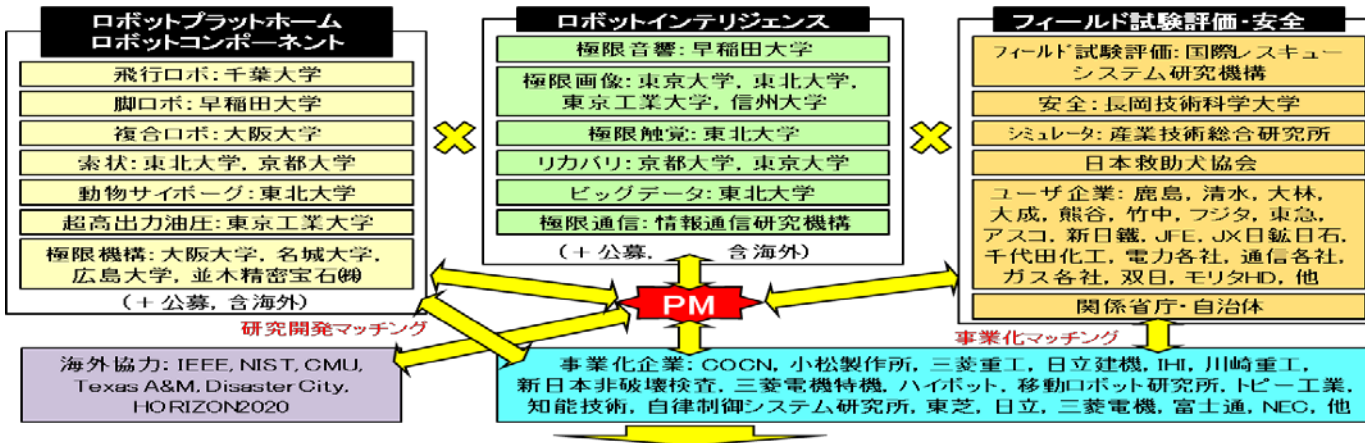 ロボットプラットホーム
ロボットコンポーネント
飛行ロボ：千葉大学
脚ロボ：早稲田大学
複合ロボ：大阪大学
索状：東北大学，京都大学
動物サイボーグ：東北大学
超高出力油圧：東京工業大学
極限機構：大阪大学，名城大学，
広島大学，並木精密宝石㈱
（＋公募，含海外）
ロボットインテリジェンス
極限音響：早稲田大学
極限画像：東京大学，東北大学，
東京工業大学，信州大学
極限触覚：東北大学
リカバリ：京都大学，東京大学
ビッグデータ：東北大学
極限通信：情報通信研究機構
（＋公募，含海外）
フィールド試験評価・安全
フィールド試験評価：国際レスキュー
システム研究機構
安全：長岡技術科学大学
シミュレータ：産業技術総合研究所
日本救助犬協会
ユーザ企業：鹿島，清水，大林，
大成，熊谷，竹中，フジタ，東急，
アスコ，新日鐵，JFE，JX日鉱日石，
千代田化工，電力各社，通信各社，
ガス各社，双日，モリタHD，他
関係省庁・自治体
PM
研究開発マッチング
事業化マッチング
海外協力：IEEE，NIST，CMU，
Texas A&M，Disaster City，
HORIZON2020
事業化企業：COCN，小松製作所，三菱重工，日立建機，IHI，川崎重工，
新日本非破壊検査，三菱電機特機，ハイボット，移動ロボット研究所，トピー工業，
知能技術，自律制御システム研究所，東芝，日立，三菱電機，富士通，NEC，他